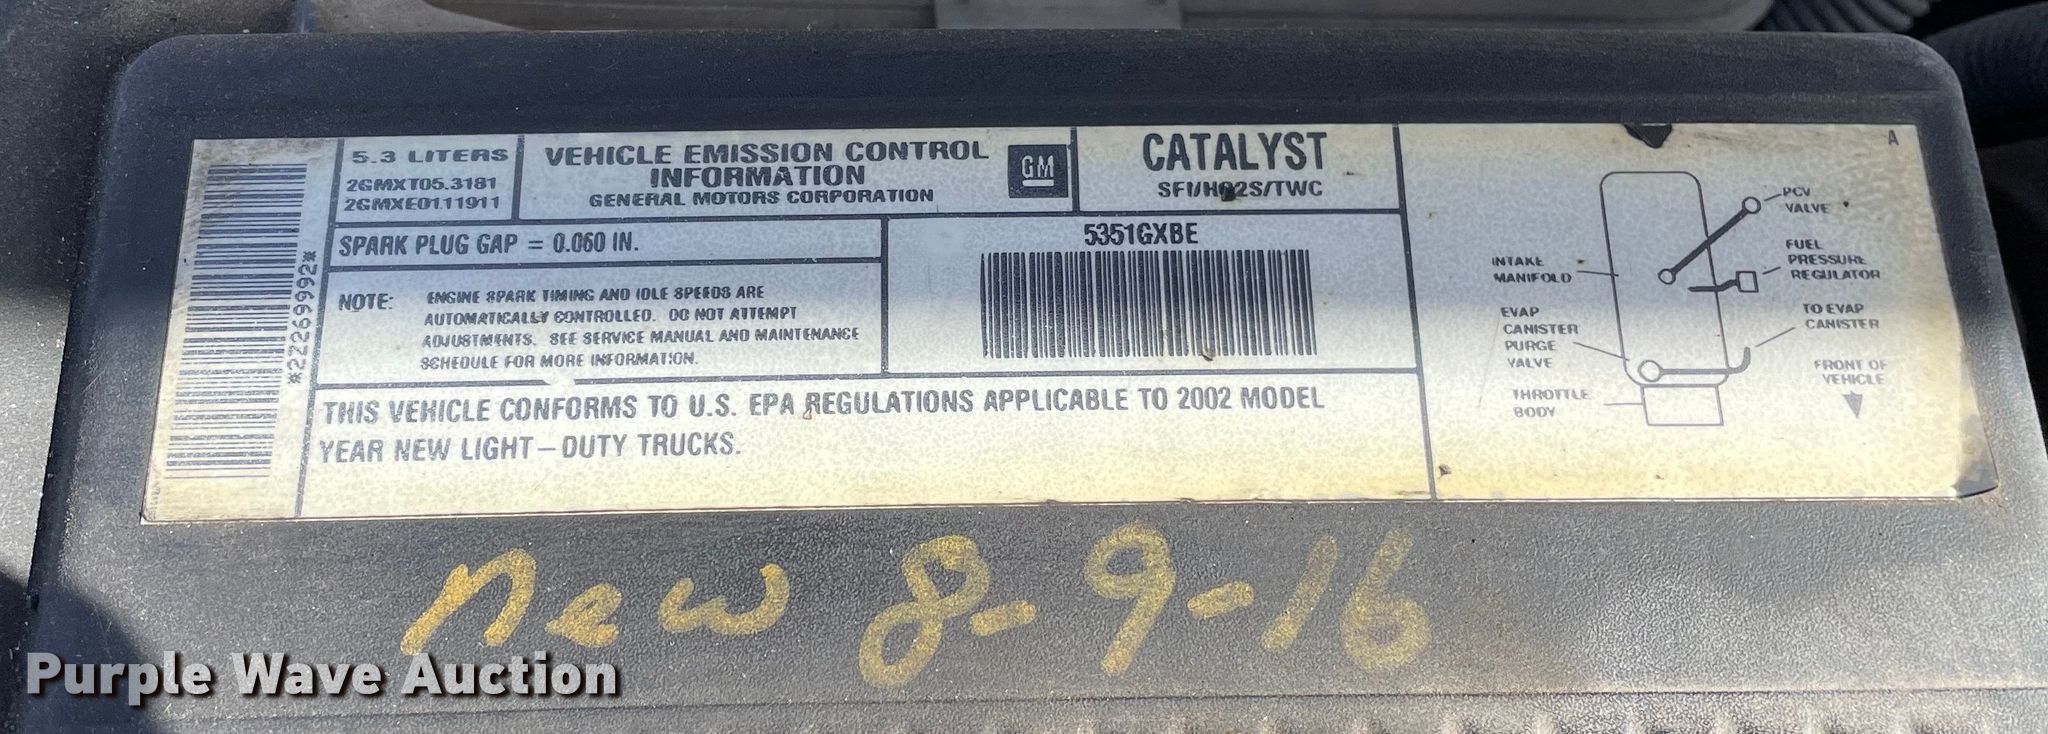 5.3 LITERS
2GMXT05.3181
2GMXE0111911
VEHICLE EMISSION CONTROL
INFORMATION
GENERAL MOTORS CORPORATION
GM
CATALYST
SFI/HO2S/TWC
SPARK PLUG GAP = 0.060 IN.
5351GXBE
NOTE: ENGINE SPARK TIMING AND IDLE SPEEDS ARE
AUTOMATICALLY CONTROLLED. DO NOT ATTEMPT
ADJUSTMENTS. SEE SERVICE MANUAL AND MAINTENANCE
SCHEDULE FOR MORE INFORMATION.
*22269992*
THIS VEHICLE CONFORMS TO U.S. EPA REGULATIONS APPLICABLE TO 2002 MODEL
YEAR NEW LIGHT-DUTY TRUCKS.
A
PCV
VALVE
FUEL
PRESSURE
REGULATOR
INTAKE
MANIFOLD
EVAP
CANISTER
PURGE
VALVE
TO EVAP
CANISTER
THROTTLE
BODY
FRONT OF
VEHICLE
new 8-9-16
Purple Wave Auction